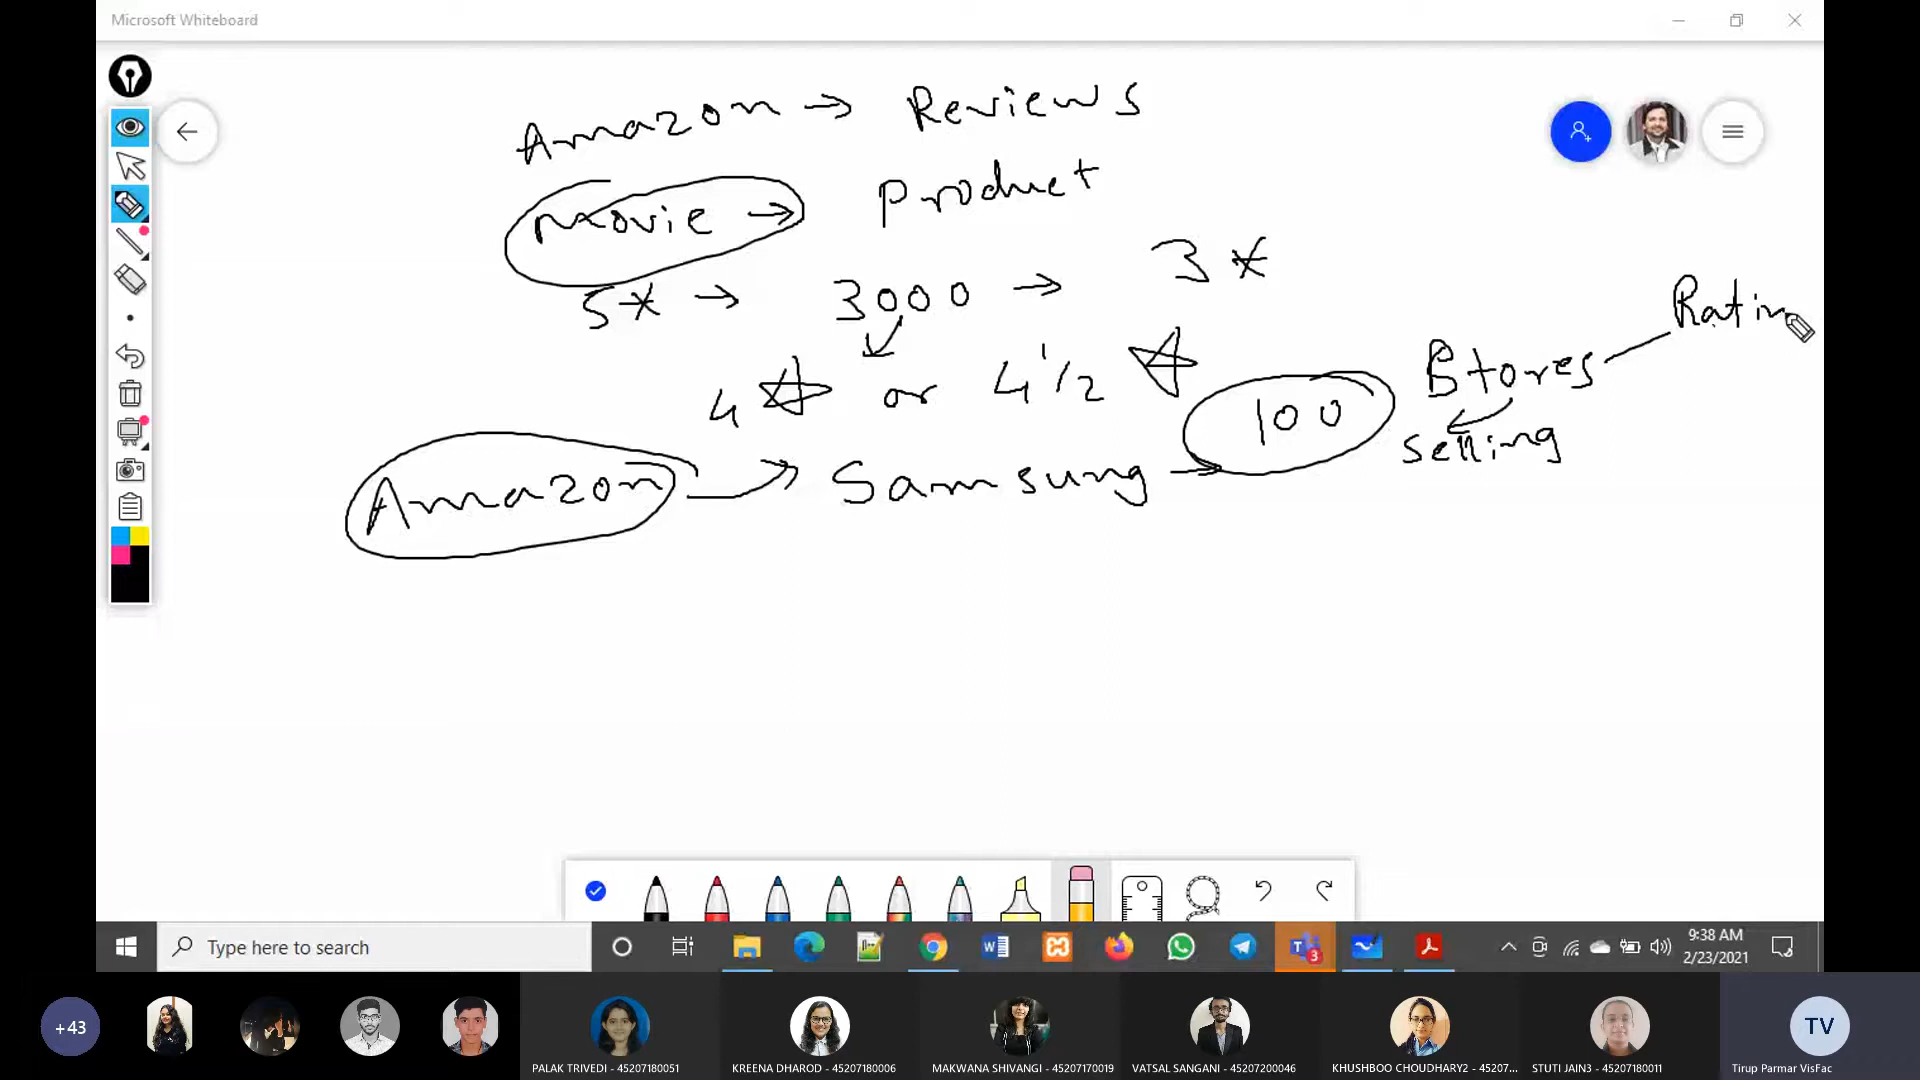 Microsoft Whiteboard
Amazon → Reviews
Movie → Product
5* → 3000 → 3*
Ratin
4 ☆ or 4 1/2 ☆
Stores
100
selling
Amazon → Samsung →
Type here to search
9:38 AM
2/23/2021
3
+43
TV
PALAK TRIVEDI - 45207180051
KREENA DHAROD - 45207180006
MAKWANA SHIVANGI - 45207170019
VATSAL SANGANI - 45207200046
KHUSHBOO CHOUDHARY2 - 45207...
STUTI JAIN3 - 45207180011
Tirup Parmar VisFac